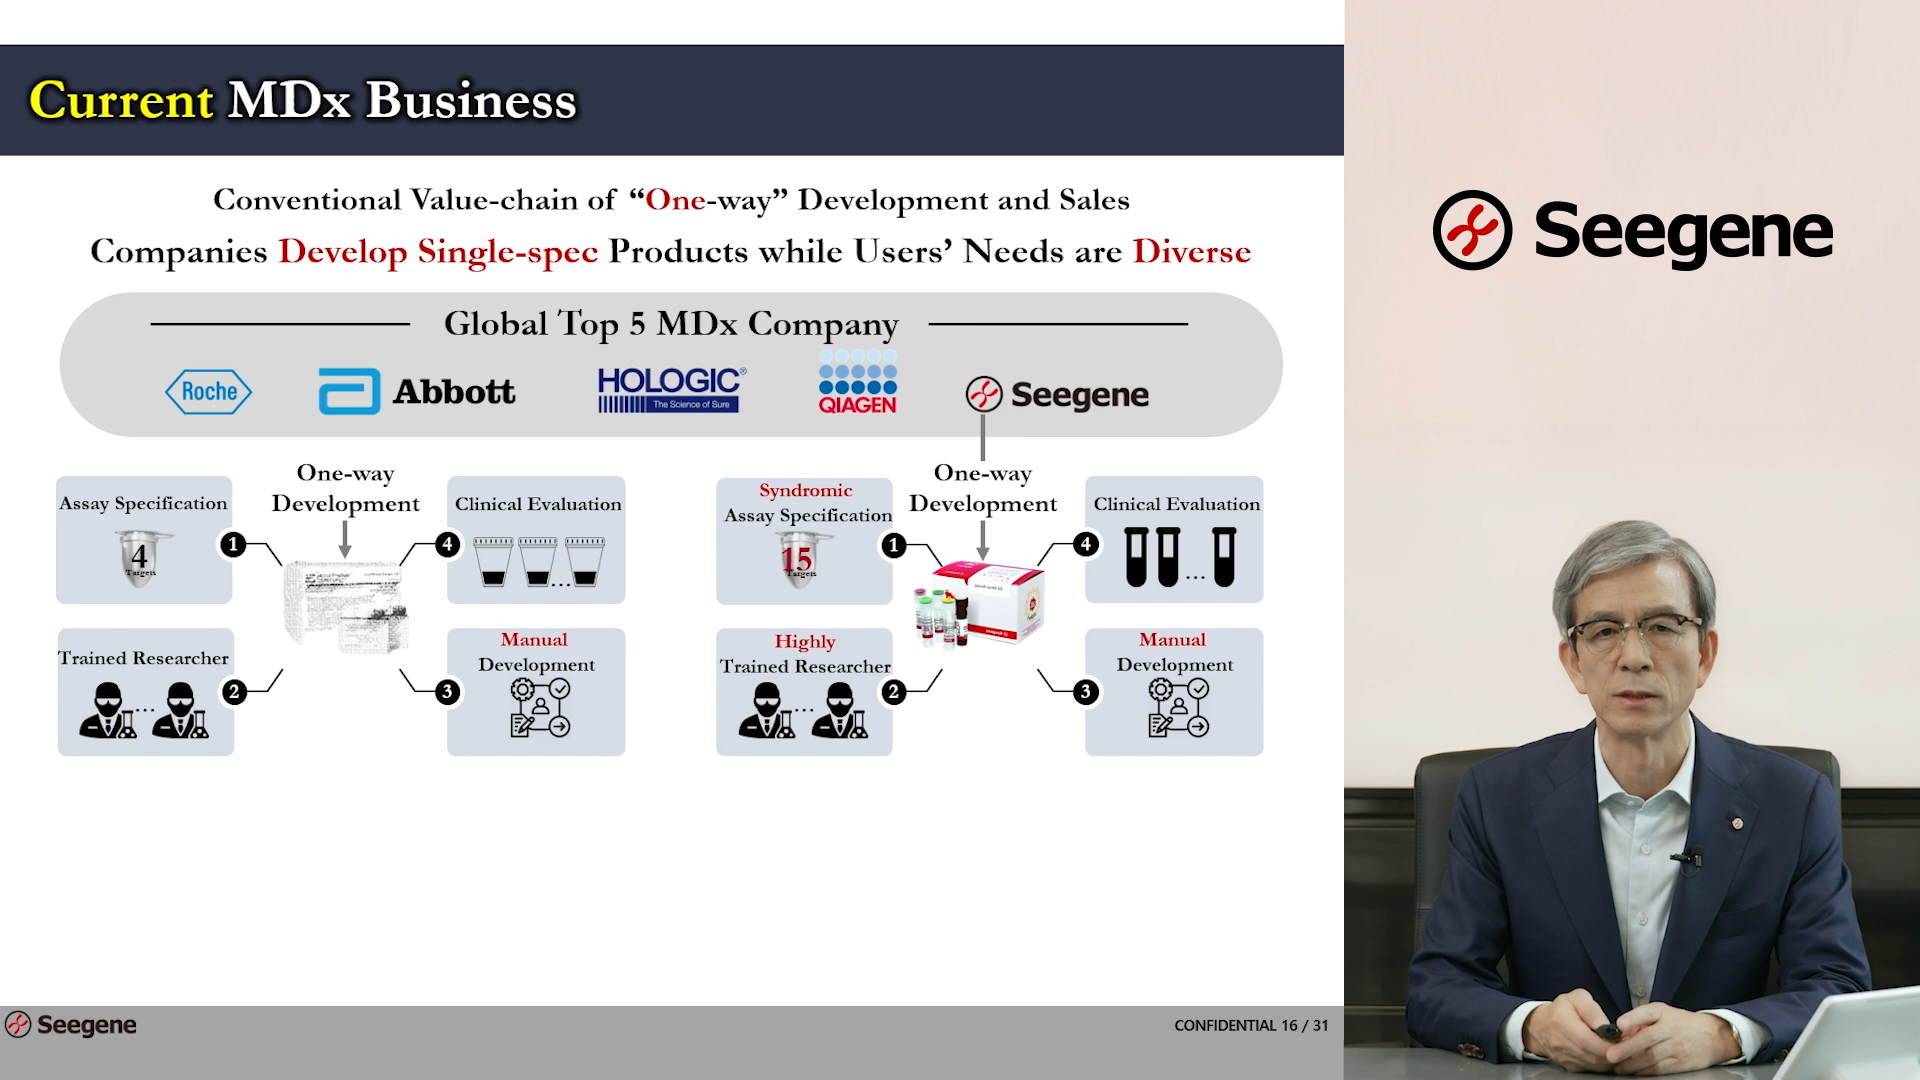 Current MDx Business
Conventional Value-chain of “One-way” Development and Sales
Companies Develop Single-spec Products while Users’ Needs are Diverse
Global Top 5 MDx Company
Roche
Abbott
HOLOGIC®
The Science of Sure
QIAGEN
Seegene
Assay Specification
4
Targets
1
One-way
Development
Clinical Evaluation
...
4
Trained Researcher
...
2
Manual
Development
3
Syndromic
Assay Specification
15
Targets
1
One-way
Development
Clinical Evaluation
...
4
Highly
Trained Researcher
...
2
Manual
Development
3
Seegene
CONFIDENTIAL 16 / 31
Seegene